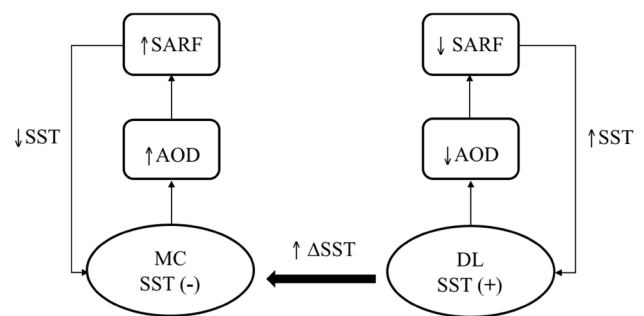 ↑SARF
↓ SARF
↓SST
↑AOD
↓AOD
↑SST
MC
SST (-)
↑ ΔSST
DL
SST (+)